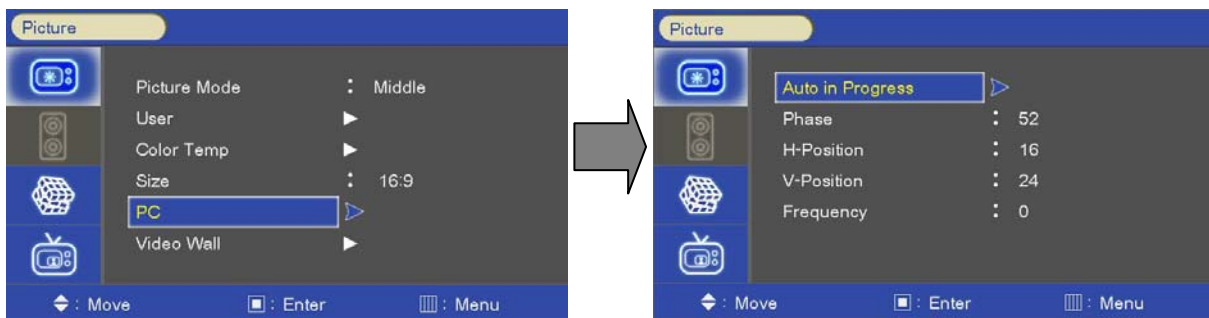 Picture
Picture Mode : Middle
User
Color Temp
Size : 16:9
PC
Video Wall
: Move : Enter : Menu
Picture
Auto in Progress
Phase : 52
H-Position : 16
V-Position : 24
Frequency : 0
: Move : Enter : Menu